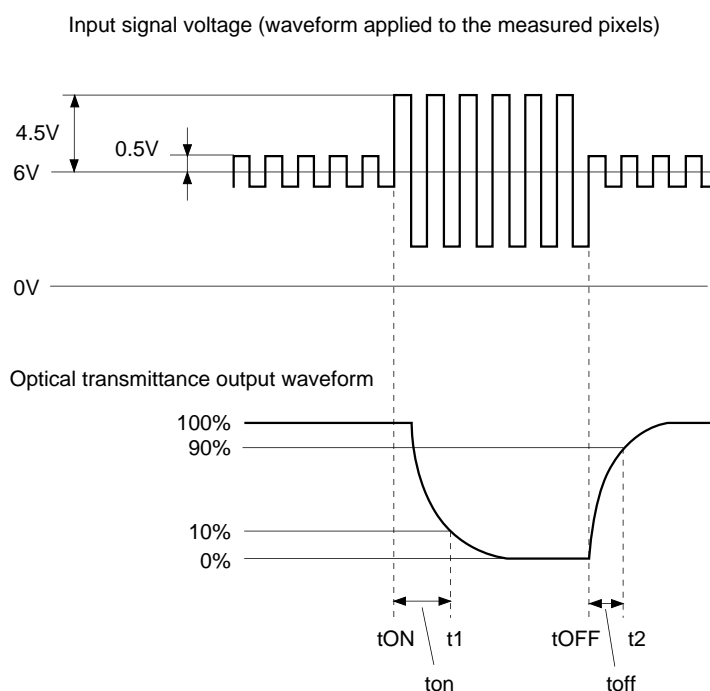 Input signal voltage (waveform applied to the measured pixels)
4.5V
0.5V
6V
0V
Optical transmittance output waveform
100%
90%
10%
0%
tON t1 tOFF t2
ton toff